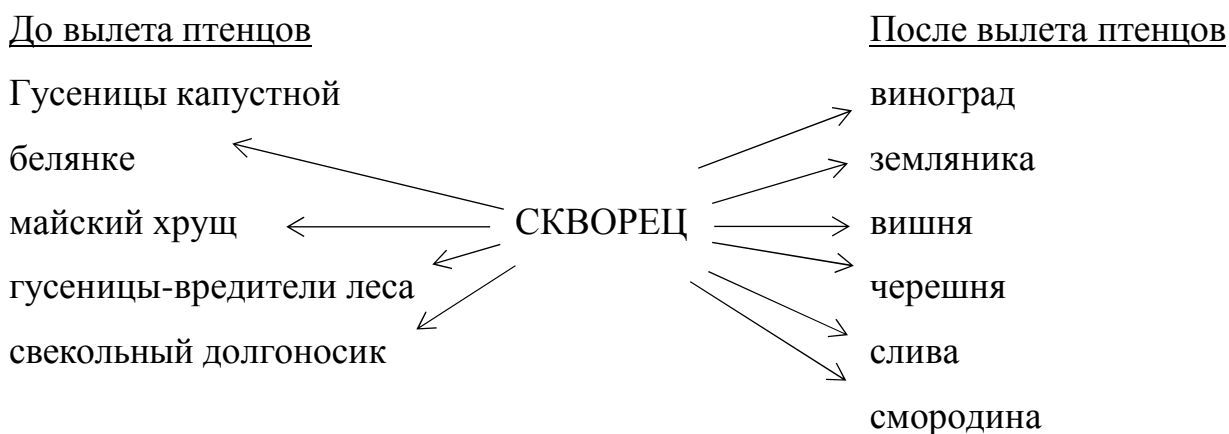 До вылета птенцов
Гусеницы капустной
белянке
майский хрущ
гусеницы-вредители леса
свекольный долгоносик
СКВОРЕЦ
После вылета птенцов
виноград
земляника
вишня
черешня
слива
смородина